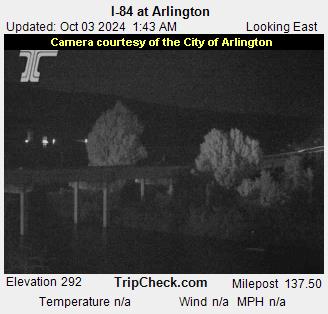 I-84 at Arlington
Updated: Oct 03 2024 1:43 AM Looking East
Camera courtesy of the City of Arlington
Elevation 292 TripCheck.com Milepost 137.50
Temperature n/a Wind n/a MPH n/a